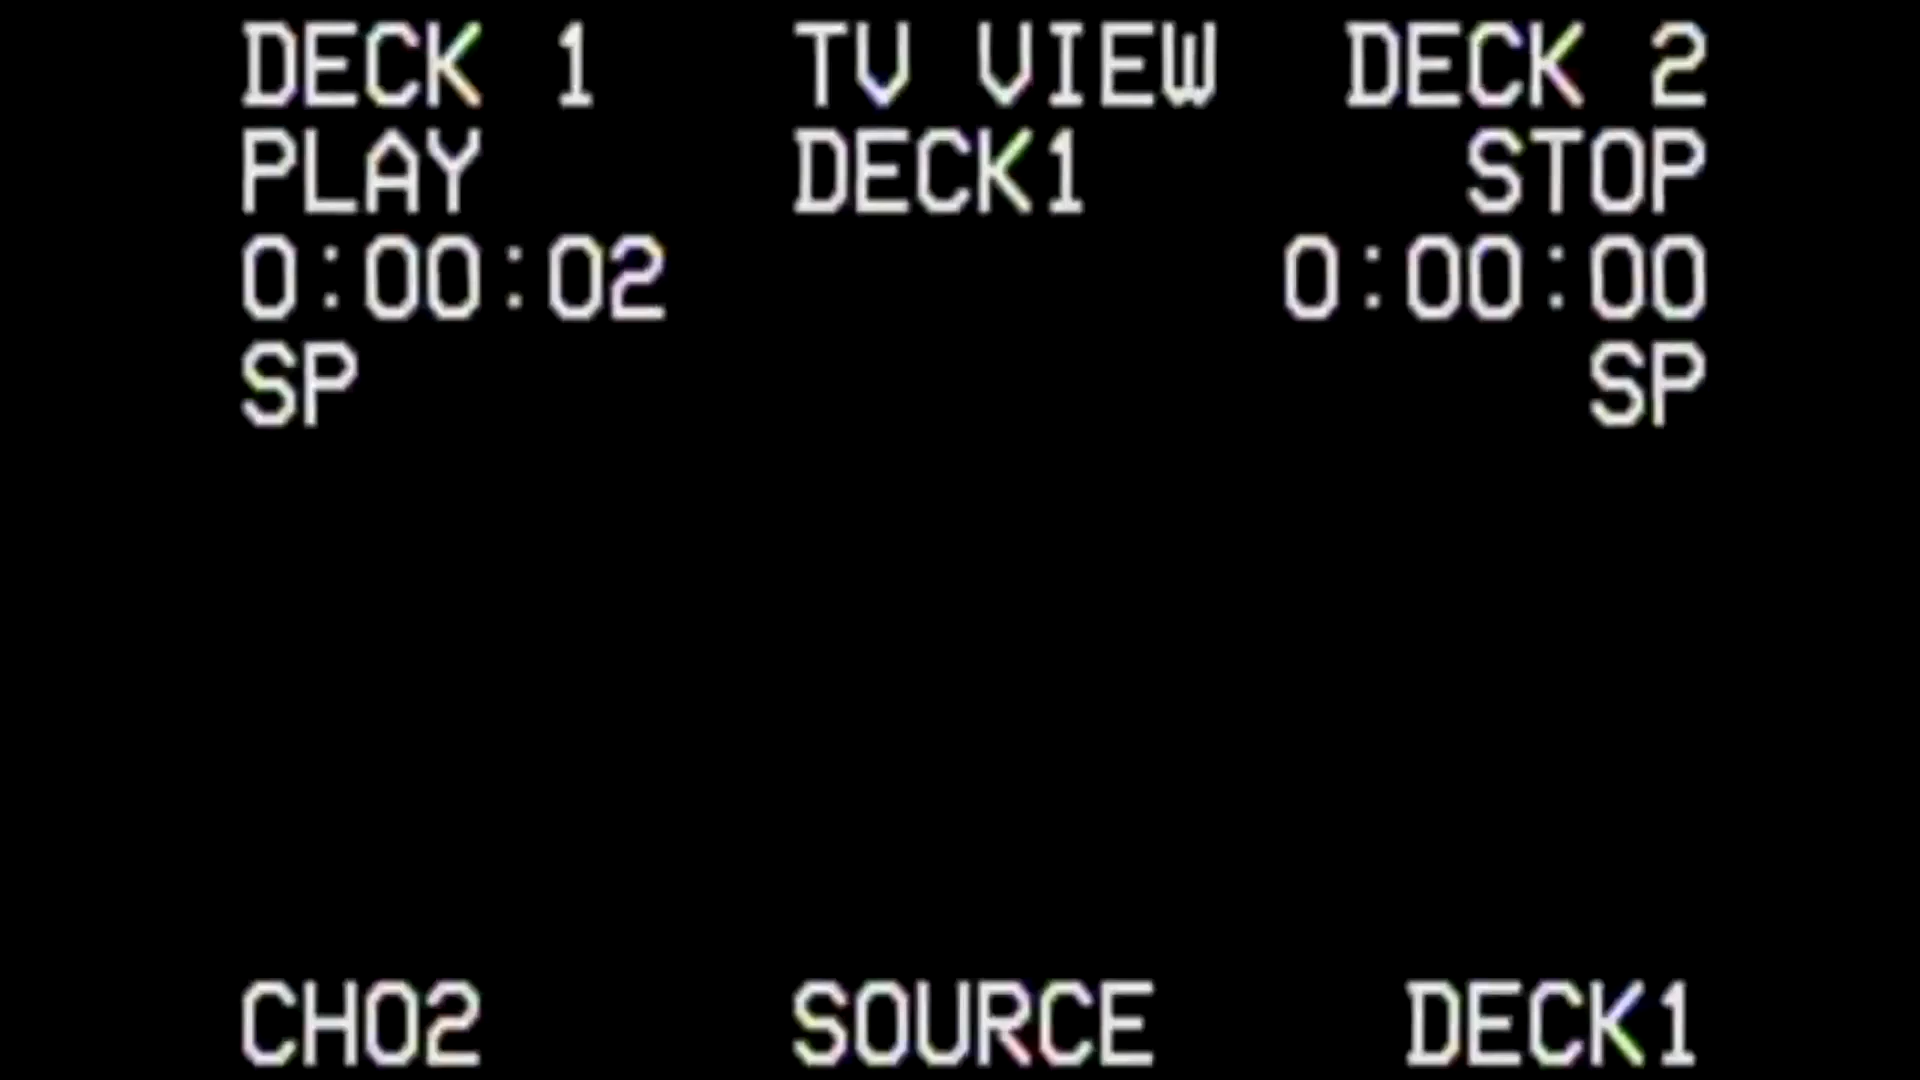 DECK 1 TV VIEW DECK 2
PLAY DECK1 STOP
0:00:02 0:00:00
SP SP
CH02 SOURCE DECK1